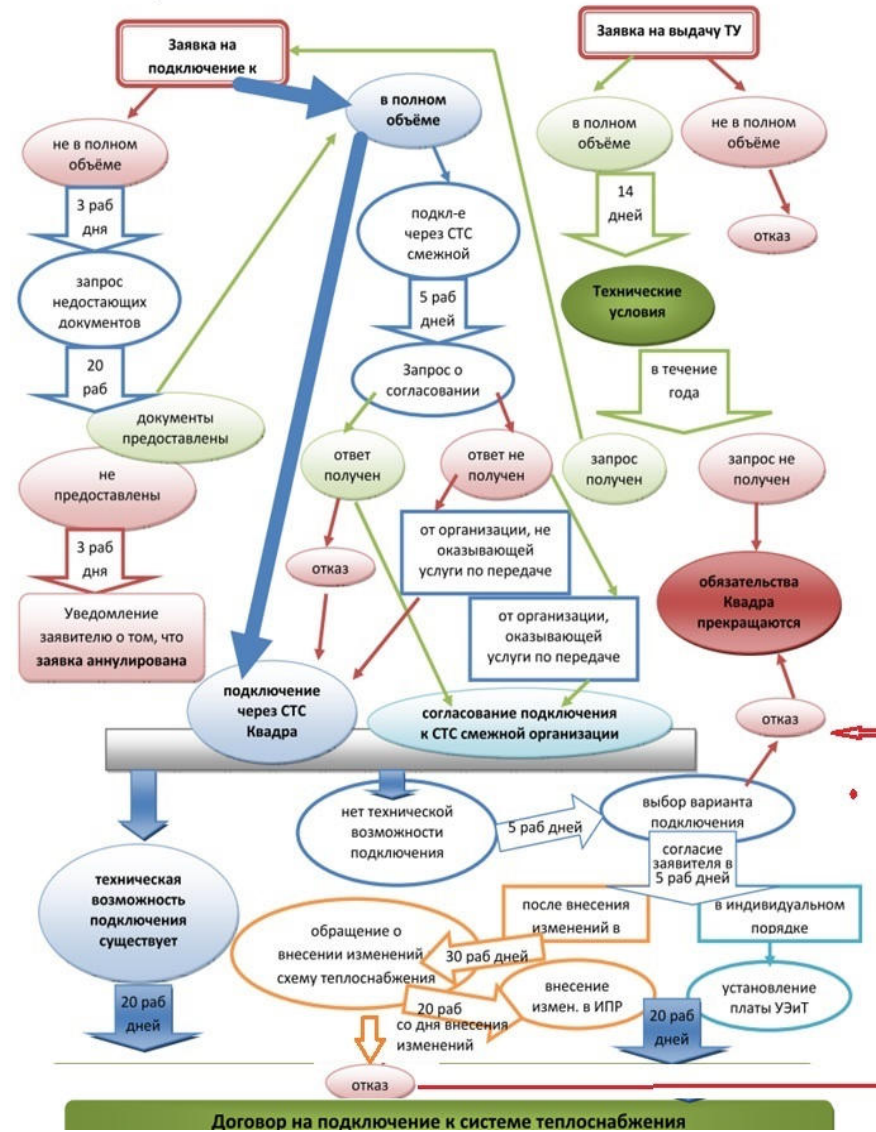 Заявка на
подключение к
Заявка на выдачу ТУ
в полном
объёме
не в полном
объёме
в полном
объёме
не в полном
объёме
3 раб
дня
подкл-е
через СТС
смежной
14
дней
отказ
запрос
недостающих
документов
5 раб
дней
Технические
условия
20
раб
Запрос о
согласовании
в течение
года
документы
предоставлены
ответ
получен
ответ не
получен
запрос
получен
запрос не
получен
не
предоставлены
3 раб
дня
отказ
от организации, не
оказывающей
услуги по передаче
обязательства
Квадра
прекращаются
Уведомление
заявителю о том, что
заявка аннулирована
от организации,
оказывающей
услуги по передаче
подключение
через СТС
Квадра
согласование подключения
к СТС смежной организации
отказ
нет технической
возможности
подключения
5 раб дней
выбор варианта
подключения
согласие
заявителя в
5 раб дней
техническая
возможность
подключения
существует
после внесения
изменений в
в индивидуальном
порядке
обращение о
внесении изменений
схему теплоснабжения
30 раб дней
внесение
измен. в ИПР
установление
платы УЭиТ
20 раб
дней
20 раб
со дня внесения
изменений
20 раб
дней
отказ
Договор на подключение к системе теплоснабжения